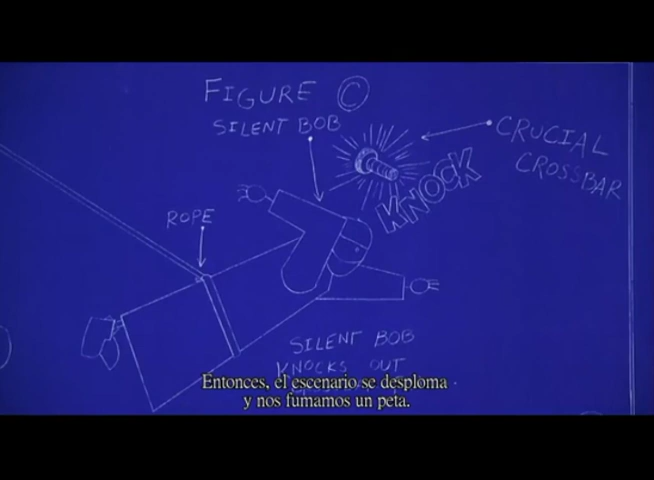 FIGURE C
SILENT BOB
CRUCIAL
CROSSBAR
KNOCK
ROPE
SILENT BOB
KNOCKS OUT
Entonces, el escenario se desploma
y nos fumamos un peta.